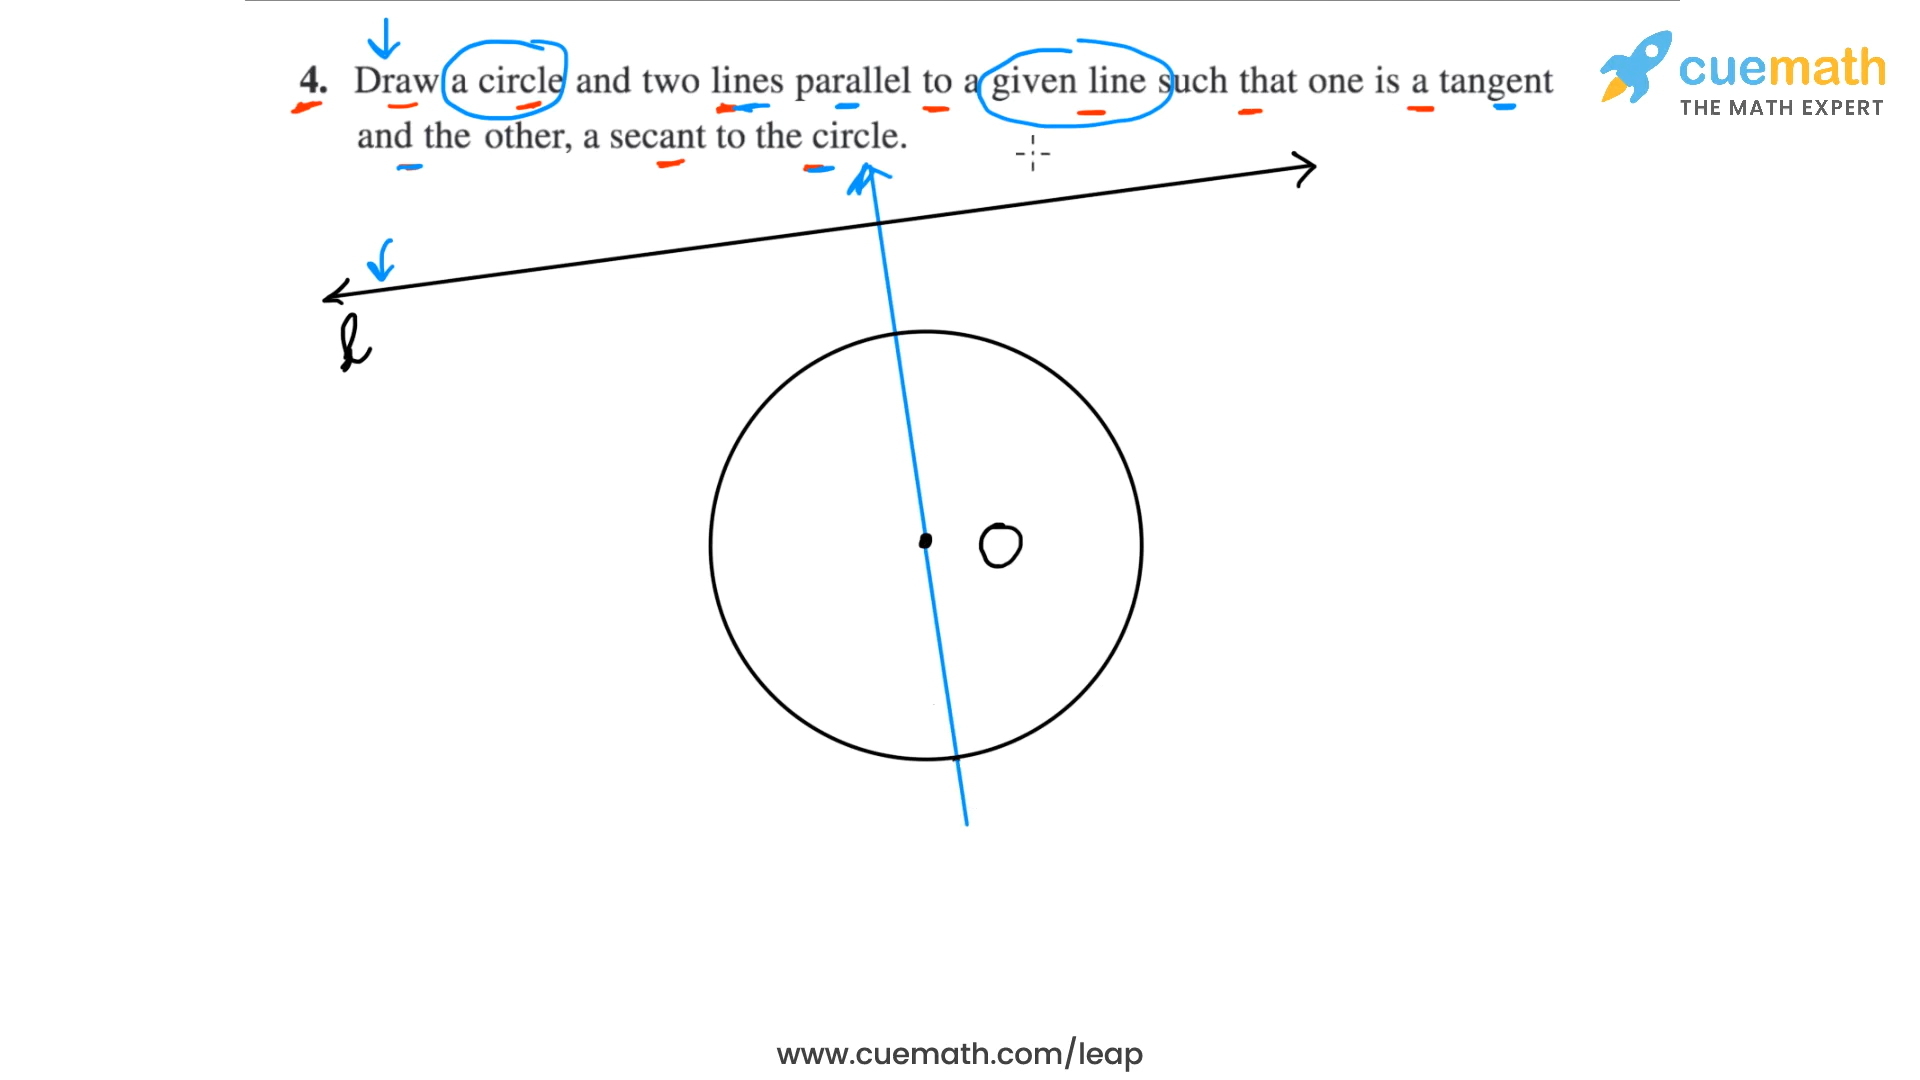 4. Draw a circle and two lines parallel to a given line such that one is a tangent
and the other, a secant to the circle.
cuemath
THE MATH EXPERT
l
O
www.cuemath.com/leap